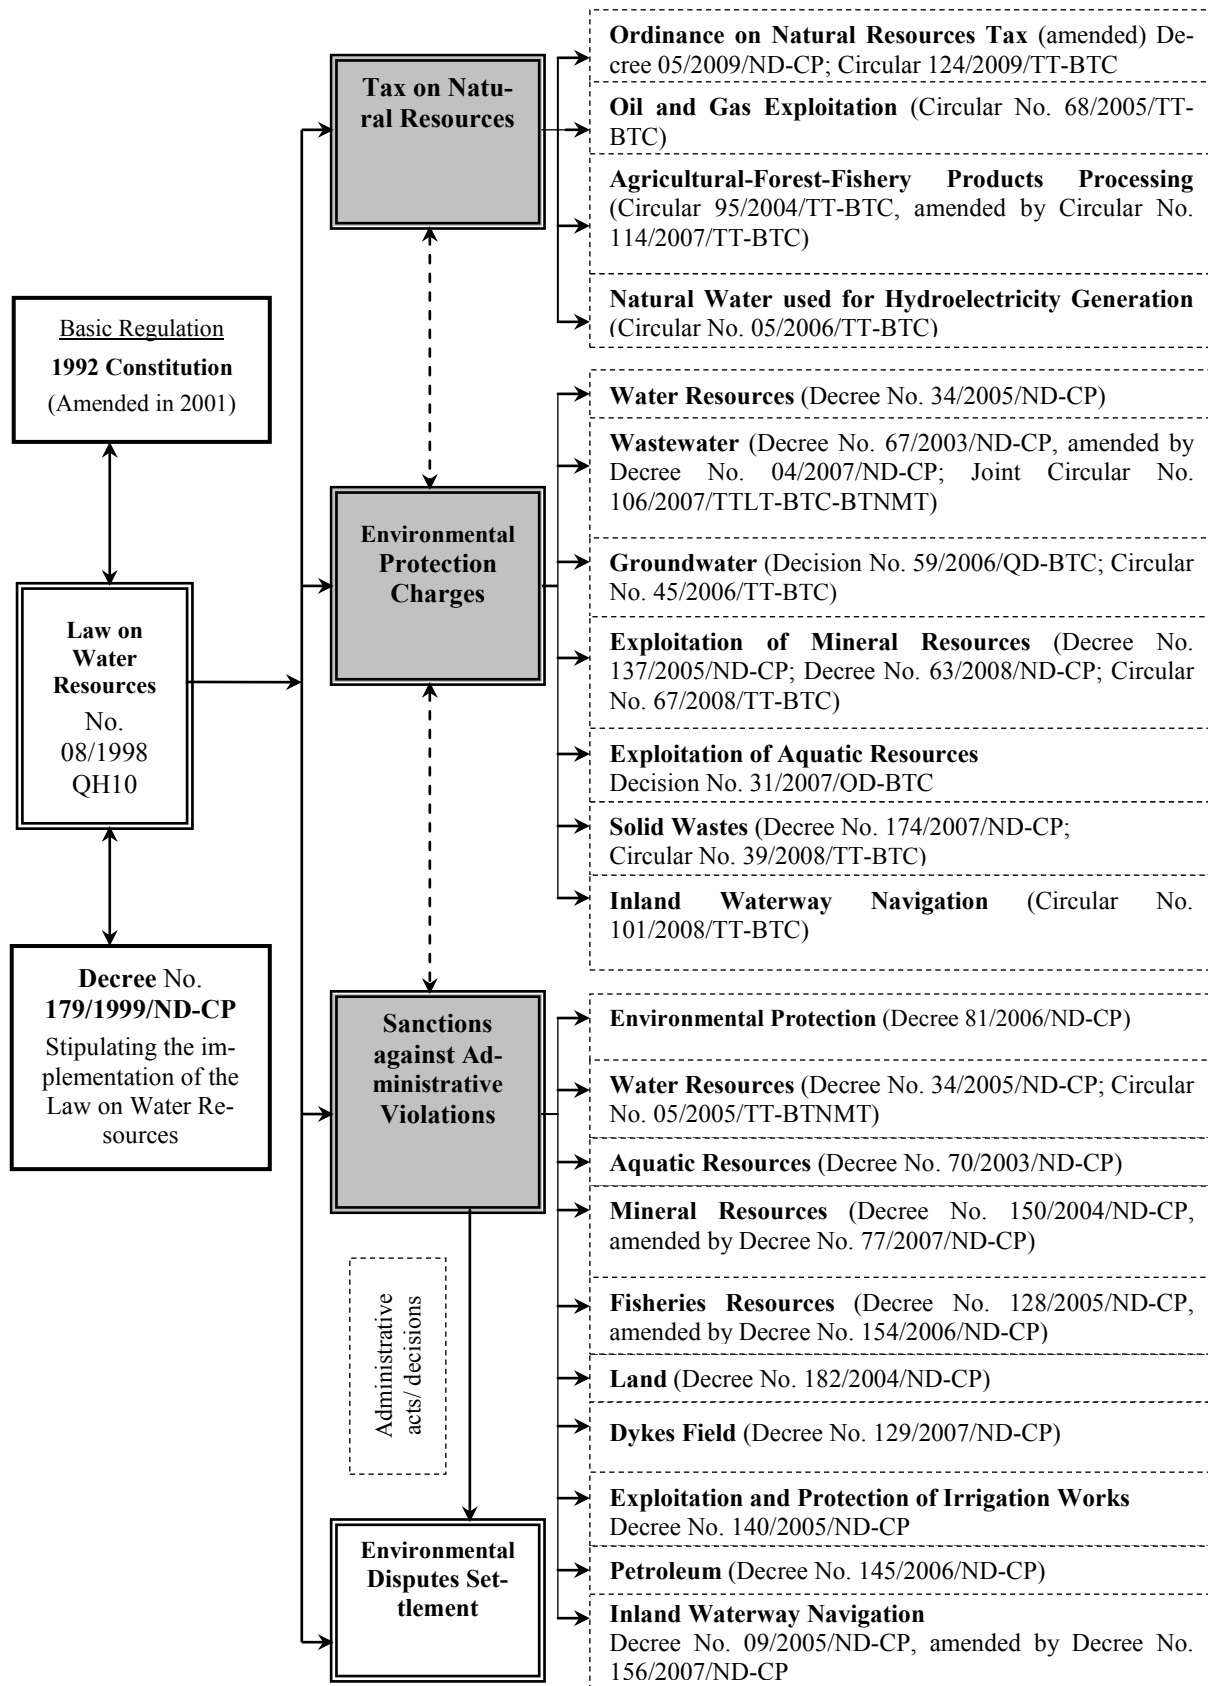 Basic Regulation
1992 Constitution
(Amended in 2001)
Law on
Water
Resources
No.
08/1998
QH10
Decree No.
179/1999/ND-CP
Stipulating the im-
plementation of the
Law on Water Re-
sources
Tax on Natu-
ral Resources
Ordinance on Natural Resources Tax (amended) De-
cree 05/2009/ND-CP; Circular 124/2009/TT-BTC
Oil and Gas Exploitation (Circular No. 68/2005/TT-
BTC)
Agricultural-Forest-Fishery Products Processing
(Circular 95/2004/TT-BTC, amended by Circular No.
114/2007/TT-BTC)
Natural Water used for Hydroelectricity Generation
(Circular No. 05/2006/TT-BTC)
Environmental
Protection
Charges
Water Resources (Decree No. 34/2005/ND-CP)
Wastewater (Decree No. 67/2003/ND-CP, amended by
Decree No. 04/2007/ND-CP; Joint Circular No.
106/2007/TTLT-BTC-BTNMT)
Groundwater (Decision No. 59/2006/QD-BTC; Circular
No. 45/2006/TT-BTC)
Exploitation of Mineral Resources (Decree No.
137/2005/ND-CP; Decree No. 63/2008/ND-CP; Circular
No. 67/2008/TT-BTC)
Exploitation of Aquatic Resources
Decision No. 31/2007/QD-BTC
Solid Wastes (Decree No. 174/2007/ND-CP;
Circular No. 39/2008/TT-BTC)
Inland Waterway Navigation (Circular No.
101/2008/TT-BTC)
Sanctions
against Ad-
ministrative
Violations
Environmental Protection (Decree 81/2006/ND-CP)
Water Resources (Decree No. 34/2005/ND-CP; Circular
No. 05/2005/TT-BTNMT)
Aquatic Resources (Decree No. 70/2003/ND-CP)
Mineral Resources (Decree No. 150/2004/ND-CP,
amended by Decree No. 77/2007/ND-CP)
Fisheries Resources (Decree No. 128/2005/ND-CP,
amended by Decree No. 154/2006/ND-CP)
Land (Decree No. 182/2004/ND-CP)
Dykes Field (Decree No. 129/2007/ND-CP)
Exploitation and Protection of Irrigation Works
Decree No. 140/2005/ND-CP
Petroleum (Decree No. 145/2006/ND-CP)
Inland Waterway Navigation
Decree No. 09/2005/ND-CP, amended by Decree No.
156/2007/ND-CP
Administrative
acts/ decisions
Environmental
Disputes Set-
tlement